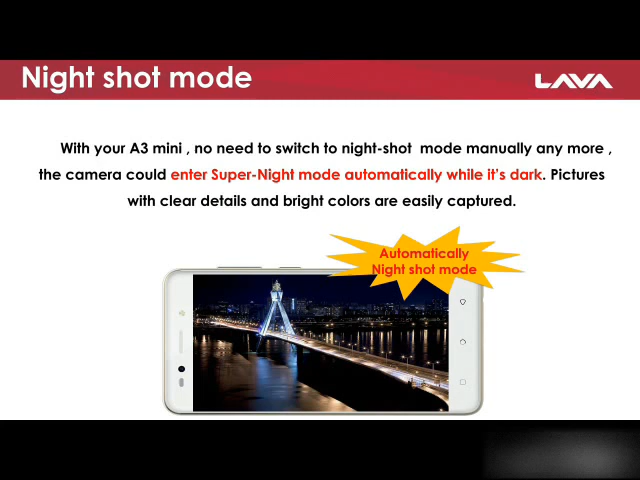 Night shot mode
LAVA
With your A3 mini , no need to switch to night-shot mode manually any more ,
the camera could enter Super-Night mode automatically while it's dark. Pictures
with clear details and bright colors are easily captured.
Automatically
Night shot mode